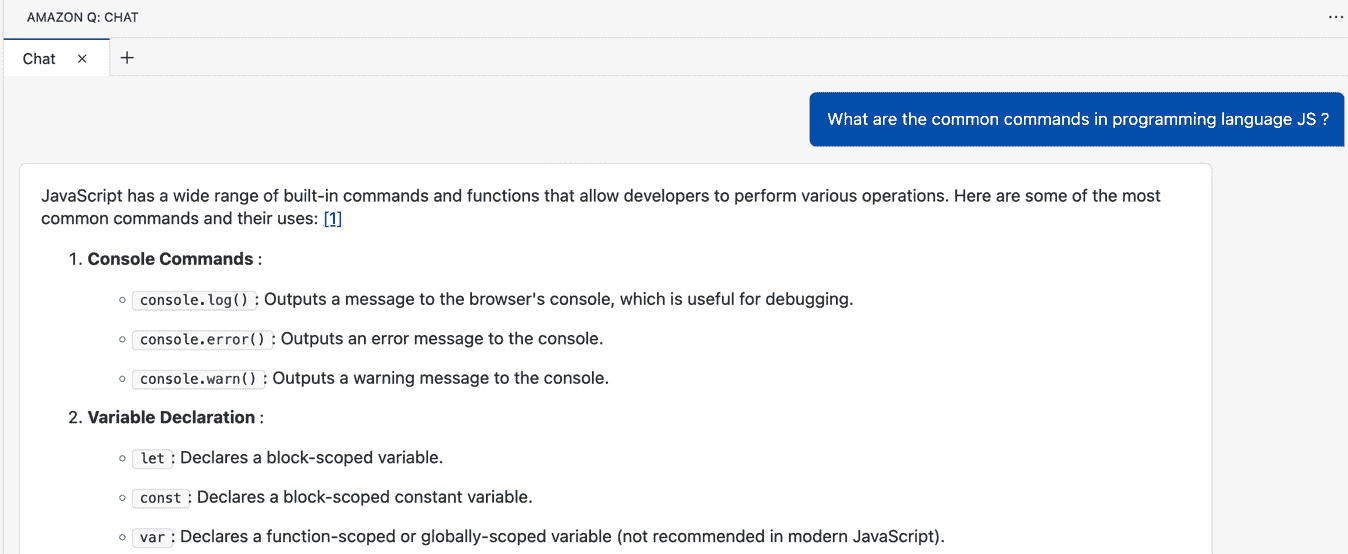 AMAZON Q: CHAT
Chat
What are the common commands in programming language JS ?
JavaScript has a wide range of built-in commands and functions that allow developers to perform various operations. Here are some of the most
common commands and their uses: [1]
1. Console Commands :
console.log() : Outputs a message to the browser's console, which is useful for debugging.
console.error() : Outputs an error message to the console.
console.warn() : Outputs a warning message to the console.
2. Variable Declaration :
let : Declares a block-scoped variable.
const : Declares a block-scoped constant variable.
var : Declares a function-scoped or globally-scoped variable (not recommended in modern JavaScript).